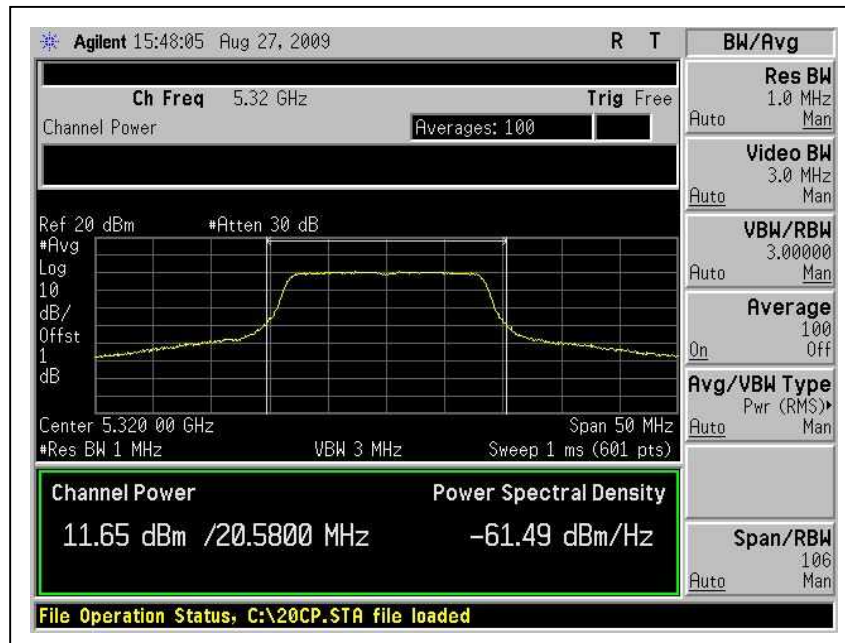 Agilent 15:48:05 Aug 27, 2009 R T
Ch Freq 5.32 GHz Trig Free
Channel Power Averages: 100
Ref 20 dBm #Atten 30 dB
#Avg
Log
10
dB/
Offst
1
dB
Center 5.320 00 GHz Span 50 MHz
#Res BW 1 MHz VBW 3 MHz Sweep 1 ms (601 pts)
Channel Power Power Spectral Density
11.65 dBm /20.5800 MHz -61.49 dBm/Hz
File Operation Status, C:\20CP.STA file loaded
BW/Avg
Res BW
1.0 MHz
Auto Man
Video BW
3.0 MHz
Auto Man
VBW/RBW
3.00000
Auto Man
Average
100
On Off
Avg/VBW Type
Pwr (RMS)▸
Auto Man
Span/RBW
106
Auto Man